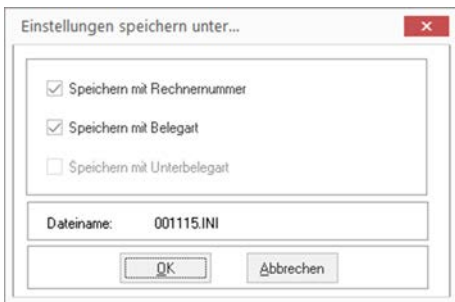 Einstellungen speichern unter...
Speichern mit Rechnernummer
Speichern mit Belegart
Speichern mit Unterbelegart
Dateiname: 001115.INI
OK Abbrechen